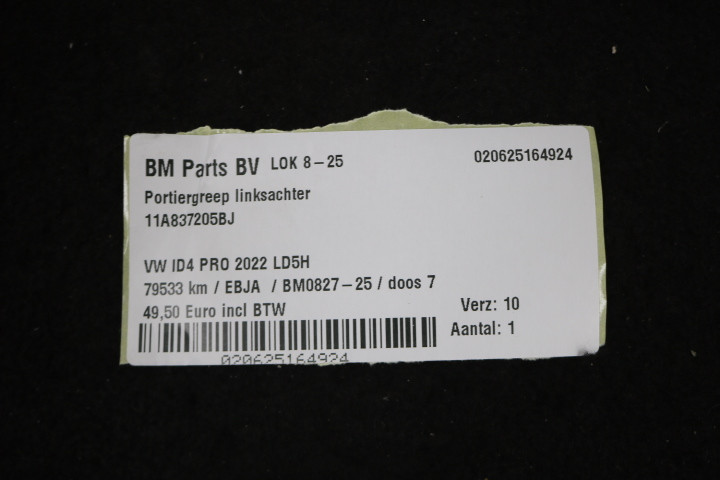 BM Parts BV LOK 8-25 020625164924
Portiergreep linksachter
11A837205BJ
VW ID4 PRO 2022 LD5H
79533 km / EBJA / BM0827-25 / doos 7
49,50 Euro incl BTW
Verz: 10
Aantal: 1
020625164924